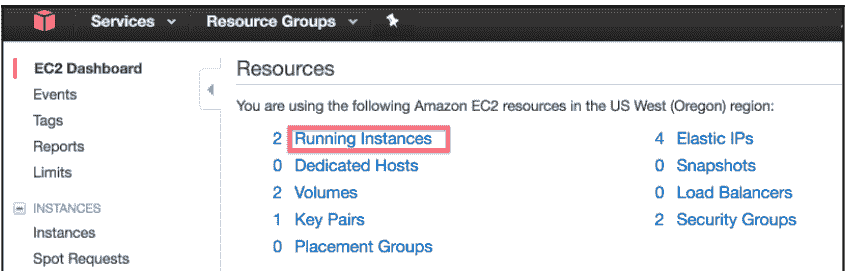 Services Resource Groups
EC2 Dashboard
Events
Tags
Reports
Limits
INSTANCES
Instances
Spot Requests
Resources
You are using the following Amazon EC2 resources in the US West (Oregon) region:
2 Running Instances
0 Dedicated Hosts
2 Volumes
1 Key Pairs
0 Placement Groups
4 Elastic IPs
0 Snapshots
0 Load Balancers
2 Security Groups